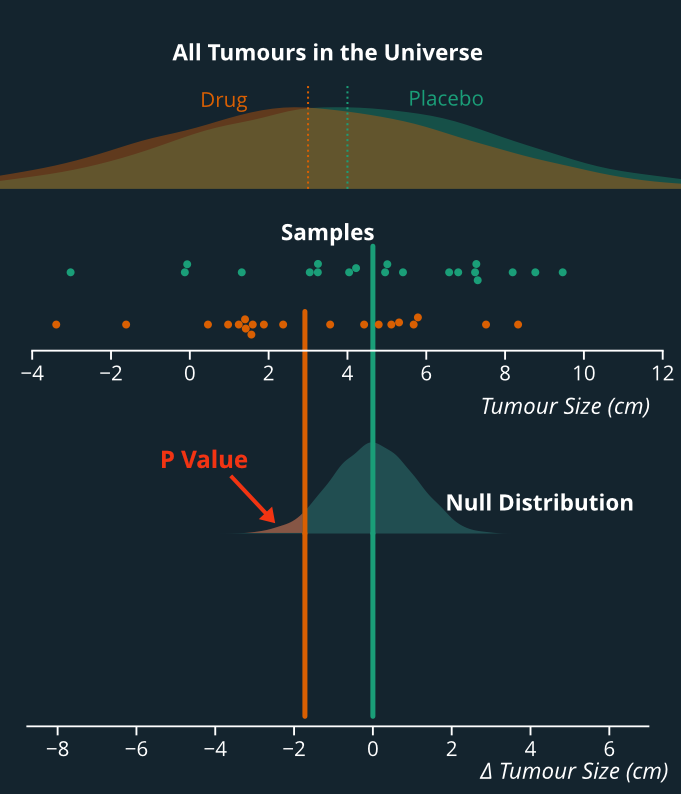 All Tumours in the Universe
Drug
Placebo
Samples
−4 −2 0 2 4 6 8 10 12
Tumour Size (cm)
P Value
Null Distribution
−8 −6 −4 −2 0 2 4 6
Δ Tumour Size (cm)